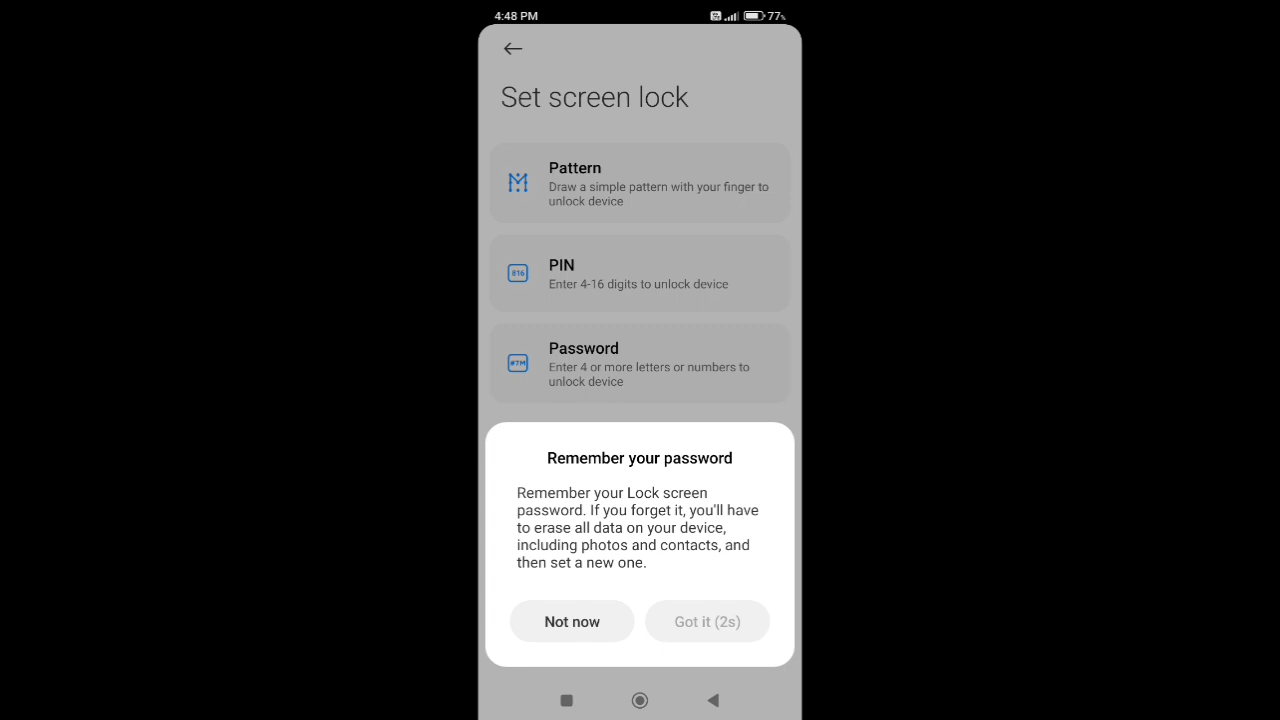 4:48 PM
77%
Set screen lock
Pattern
Draw a simple pattern with your finger to
unlock device
816
PIN
Enter 4-16 digits to unlock device
Password
#TM
Enter 4 or more letters or numbers to
unlock device
Remember your password
Remember your Lock screen
password. If you forget it, you'll have
to erase all data on your device,
including photos and contacts, and
then set a new one.
Not now
Got it (2s)